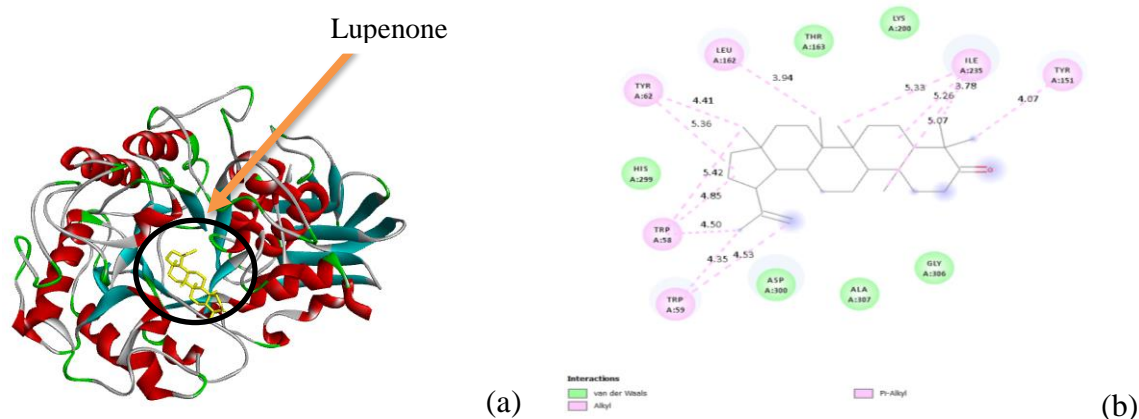 Lupenone
(a)
LEU
A:162
THR
A:163
LYS
A:200
ILE
A:235
TYR
A:151
TYR
A:62
3.94
4.41
5.36
5.33
5.26
3.78
5.07
4.07
HIS
A:299
5.42
4.85
4.50
TRP
A:58
4.35
4.53
TRP
A:59
ASP
A:300
ALA
A:307
GLY
A:306
Interactions
van der Waals
Alkyl
Pi-Alkyl
(b)